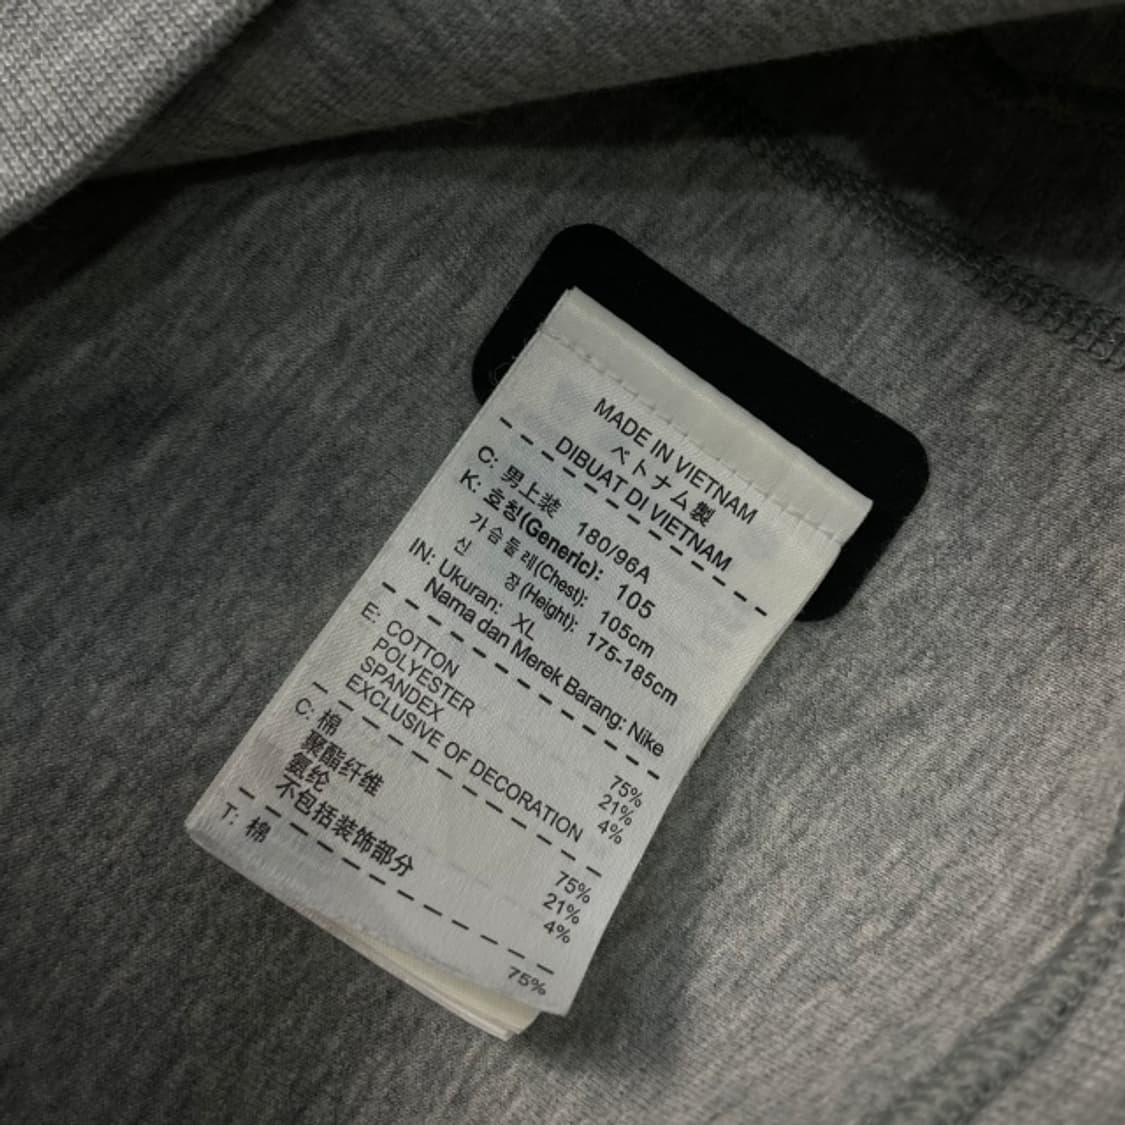 MADE IN VIETNAM
ベトナム製
DIBUAT DI VIETNAM
C: 男上装 180/96A
K: 호칭(Generic): 105
가슴둘레(Chest): 105cm
신 장(Height): 175-185cm
IN: Ukuran: XL
Nama dan Merek Barang: Nike
E: COTTON 75%
POLYESTER 21%
SPANDEX 4%
EXCLUSIVE OF DECORATION
C: 棉 75%
聚酯纤维 21%
氨纶 4%
不包括装饰部分
T: 棉 75%